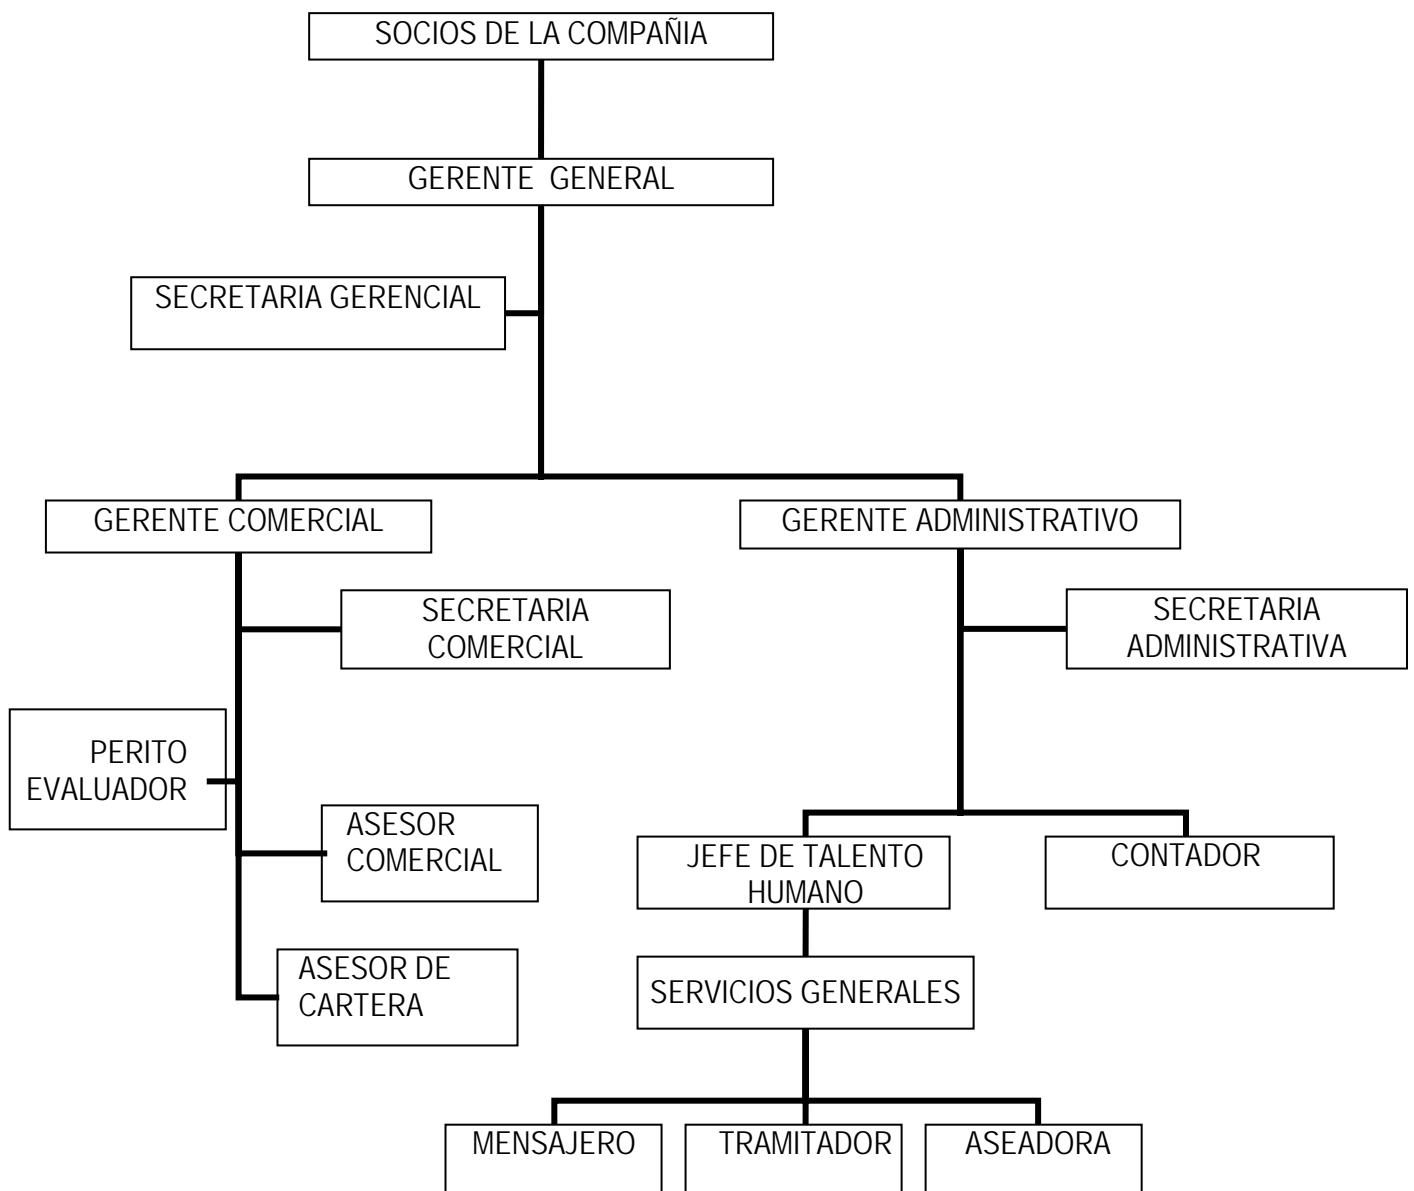 SOCIOS DE LA COMPAÑIA
GERENTE GENERAL
SECRETARIA GERENCIAL
GERENTE COMERCIAL
GERENTE ADMINISTRATIVO
SECRETARIA
COMERCIAL
SECRETARIA
ADMINISTRATIVA
PERITO
EVALUADOR
ASESOR
COMERCIAL
JEFE DE TALENTO
HUMANO
CONTADOR
ASESOR DE
CARTERA
SERVICIOS GENERALES
MENSAJERO
TRAMITADOR
ASEADORA